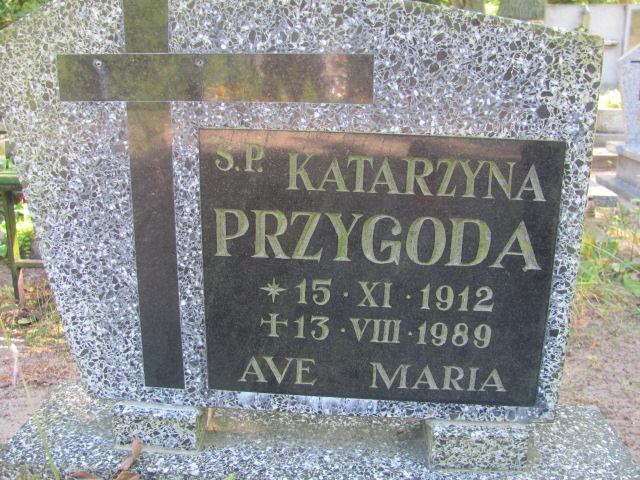 Ś.P. KATARZYNA
PRZYGODA
* 15 · XI · 1912
✝ 13 · VIII · 1989
AVE MARIA